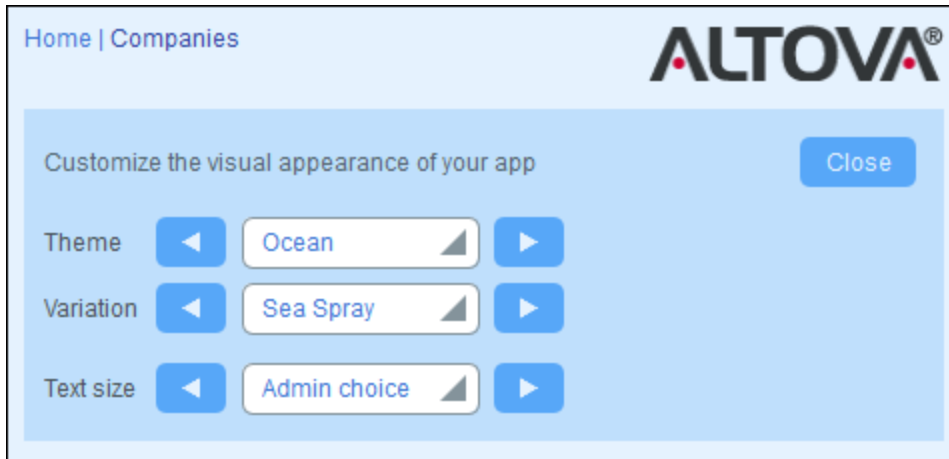 Home | Companies
ALTOVA®
Customize the visual appearance of your app
Close
Theme
Ocean
Variation
Sea Spray
Text size
Admin choice